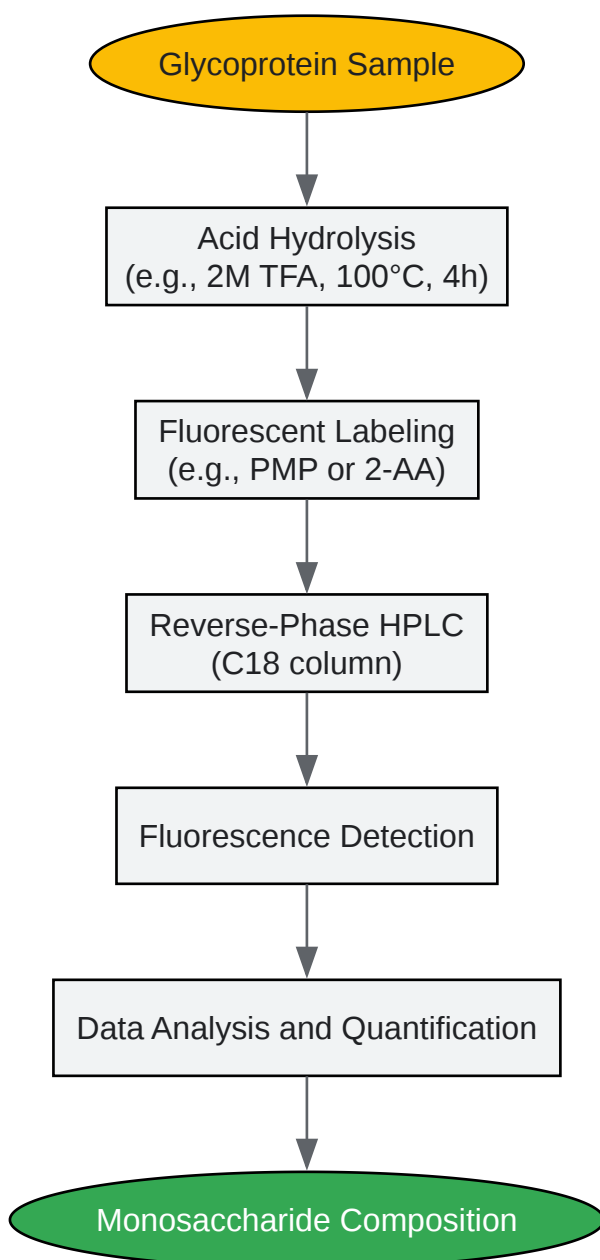 Glycoprotein Sample
Acid Hydrolysis
(e.g., 2M TFA, 100°C, 4h)
Fluorescent Labeling
(e.g., PMP or 2-AA)
Reverse-Phase HPLC
(C18 column)
Fluorescence Detection
Data Analysis and Quantification
Monosaccharide Composition